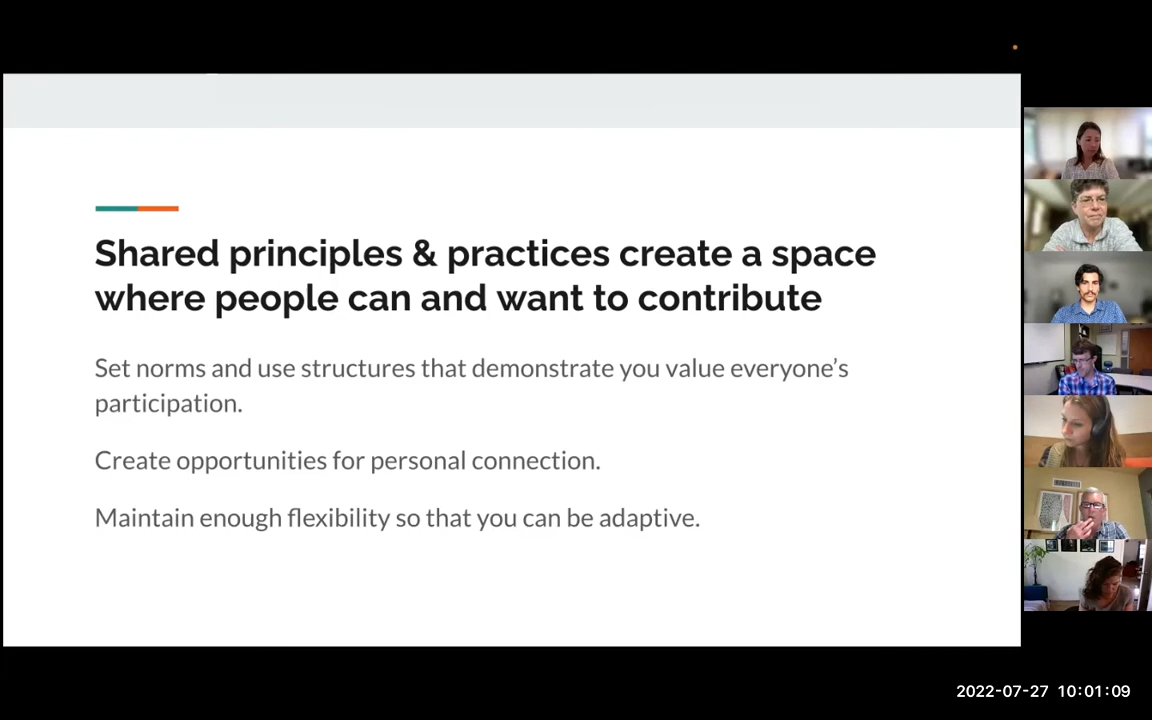 Shared principles & practices create a space
where people can and want to contribute
Set norms and use structures that demonstrate you value everyone’s
participation.
Create opportunities for personal connection.
Maintain enough flexibility so that you can be adaptive.
2022-07-27 10:01:09